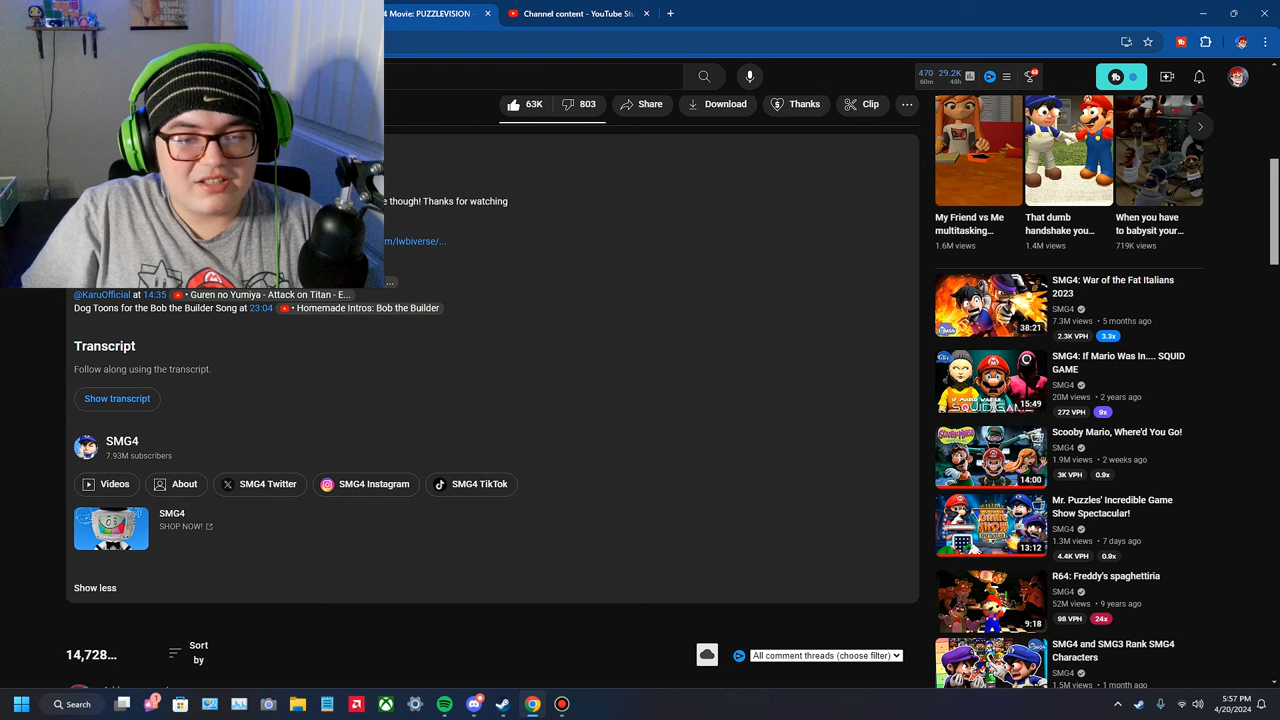 4 Movie: PUZZLEVISION
Channel content - YouTube Stu
470 29.2K
60m 48h
63K 803 Share Download Thanks Clip
e though! Thanks for watching
m/lwbiverse/...
...
@KaruOfficial at 14:35 • Guren no Yumiya - Attack on Titan - E...
Dog Toons for the Bob the Builder Song at 23:04 • Homemade Intros: Bob the Builder
Transcript
Follow along using the transcript.
Show transcript
SMG4
7.93M subscribers
Videos About SMG4 Twitter SMG4 Instagram SMG4 TikTok
SMG4
SHOP NOW!
Show less
14,728...
Sort
by
All comment threads (choose filter)
My Friend vs Me
multitasking...
1.6M views
That dumb
handshake you...
1.4M views
When you have
to babysit your...
719K views
38:21
SMG4: War of the Fat Italians
2023
SMG4
7.3M views • 5 months ago
2.3K VPH 3.3x
15:49
SMG4: If Mario Was In.... SQUID
GAME
SMG4
20M views • 2 years ago
272 VPH 9x
14:00
Scooby Mario, Where'd You Go!
SMG4
1.9M views • 2 weeks ago
3K VPH 0.9x
13:12
Mr. Puzzles' Incredible Game
Show Spectacular!
SMG4
1.3M views • 7 days ago
4.4K VPH 0.9x
9:18
R64: Freddy's spaghettiria
SMG4
52M views • 9 years ago
98 VPH 24x
SMG4 and SMG3 Rank SMG4
Characters
SMG4
1.5M views • 1 month ago
Search
5:57 PM
4/20/2024